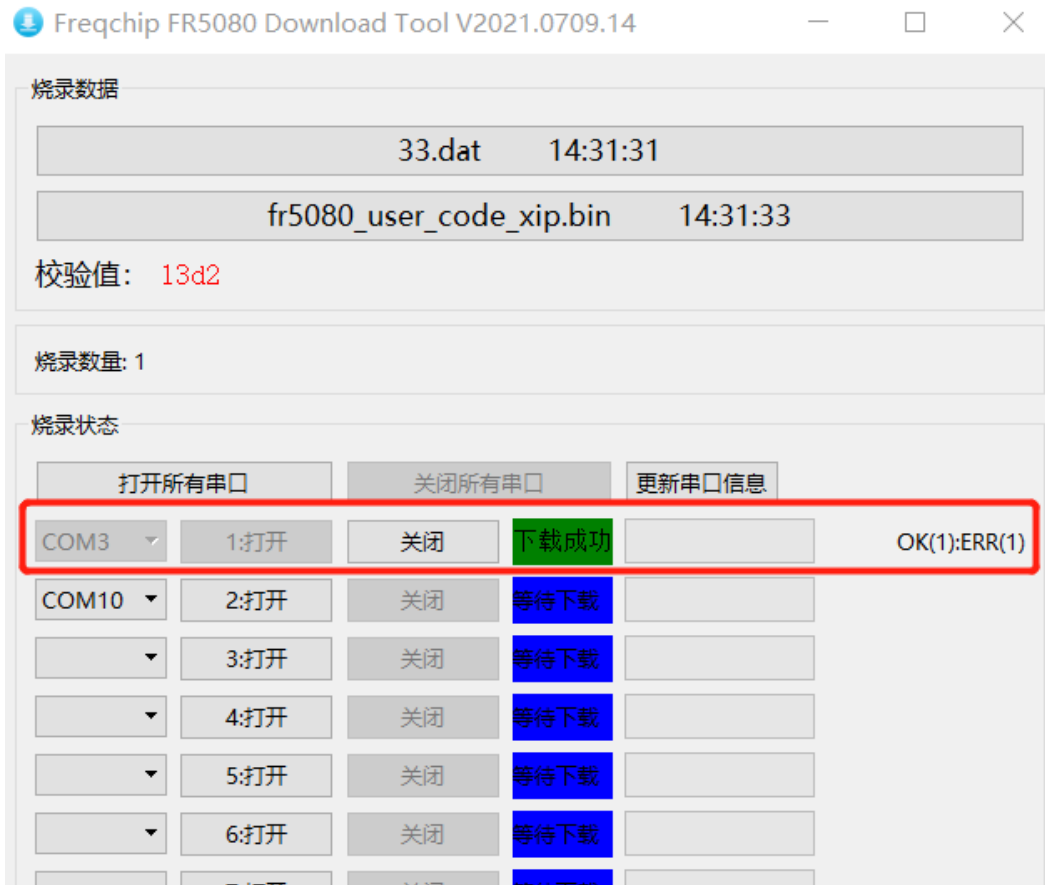 Freqchip FR5080 Download Tool V2021.0709.14
烧录数据
33.dat 14:31:31
fr5080_user_code_xip.bin 14:31:33
校验值: 13d2
烧录数量: 1
烧录状态
打开所有串口 关闭所有串口 更新串口信息
COM3 1:打开 关闭 下载成功 OK(1):ERR(1)
COM10 2:打开 关闭 等待下载
3:打开 关闭 等待下载
4:打开 关闭 等待下载
5:打开 关闭 等待下载
6:打开 关闭 等待下载